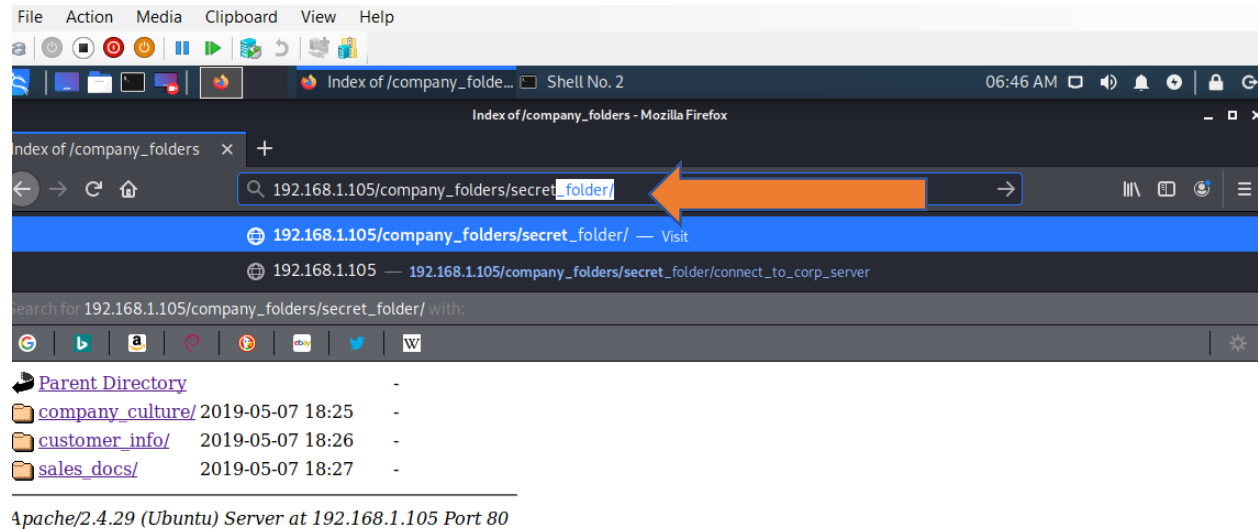 File Action Media Clipboard View Help
Index of /company_folde... Shell No. 2 06:46 AM
Index of /company_folders - Mozilla Firefox
Index of /company_folders
192.168.1.105/company_folders/secret_folder/
192.168.1.105/company_folders/secret_folder/ — Visit
192.168.1.105 — 192.168.1.105/company_folders/secret_folder/connect_to_corp_server
Search for 192.168.1.105/company_folders/secret_folder/ with:
G b a ebay W
Parent Directory -
company_culture/ 2019-05-07 18:25 -
customer_info/ 2019-05-07 18:26 -
sales_docs/ 2019-05-07 18:27 -
Apache/2.4.29 (Ubuntu) Server at 192.168.1.105 Port 80